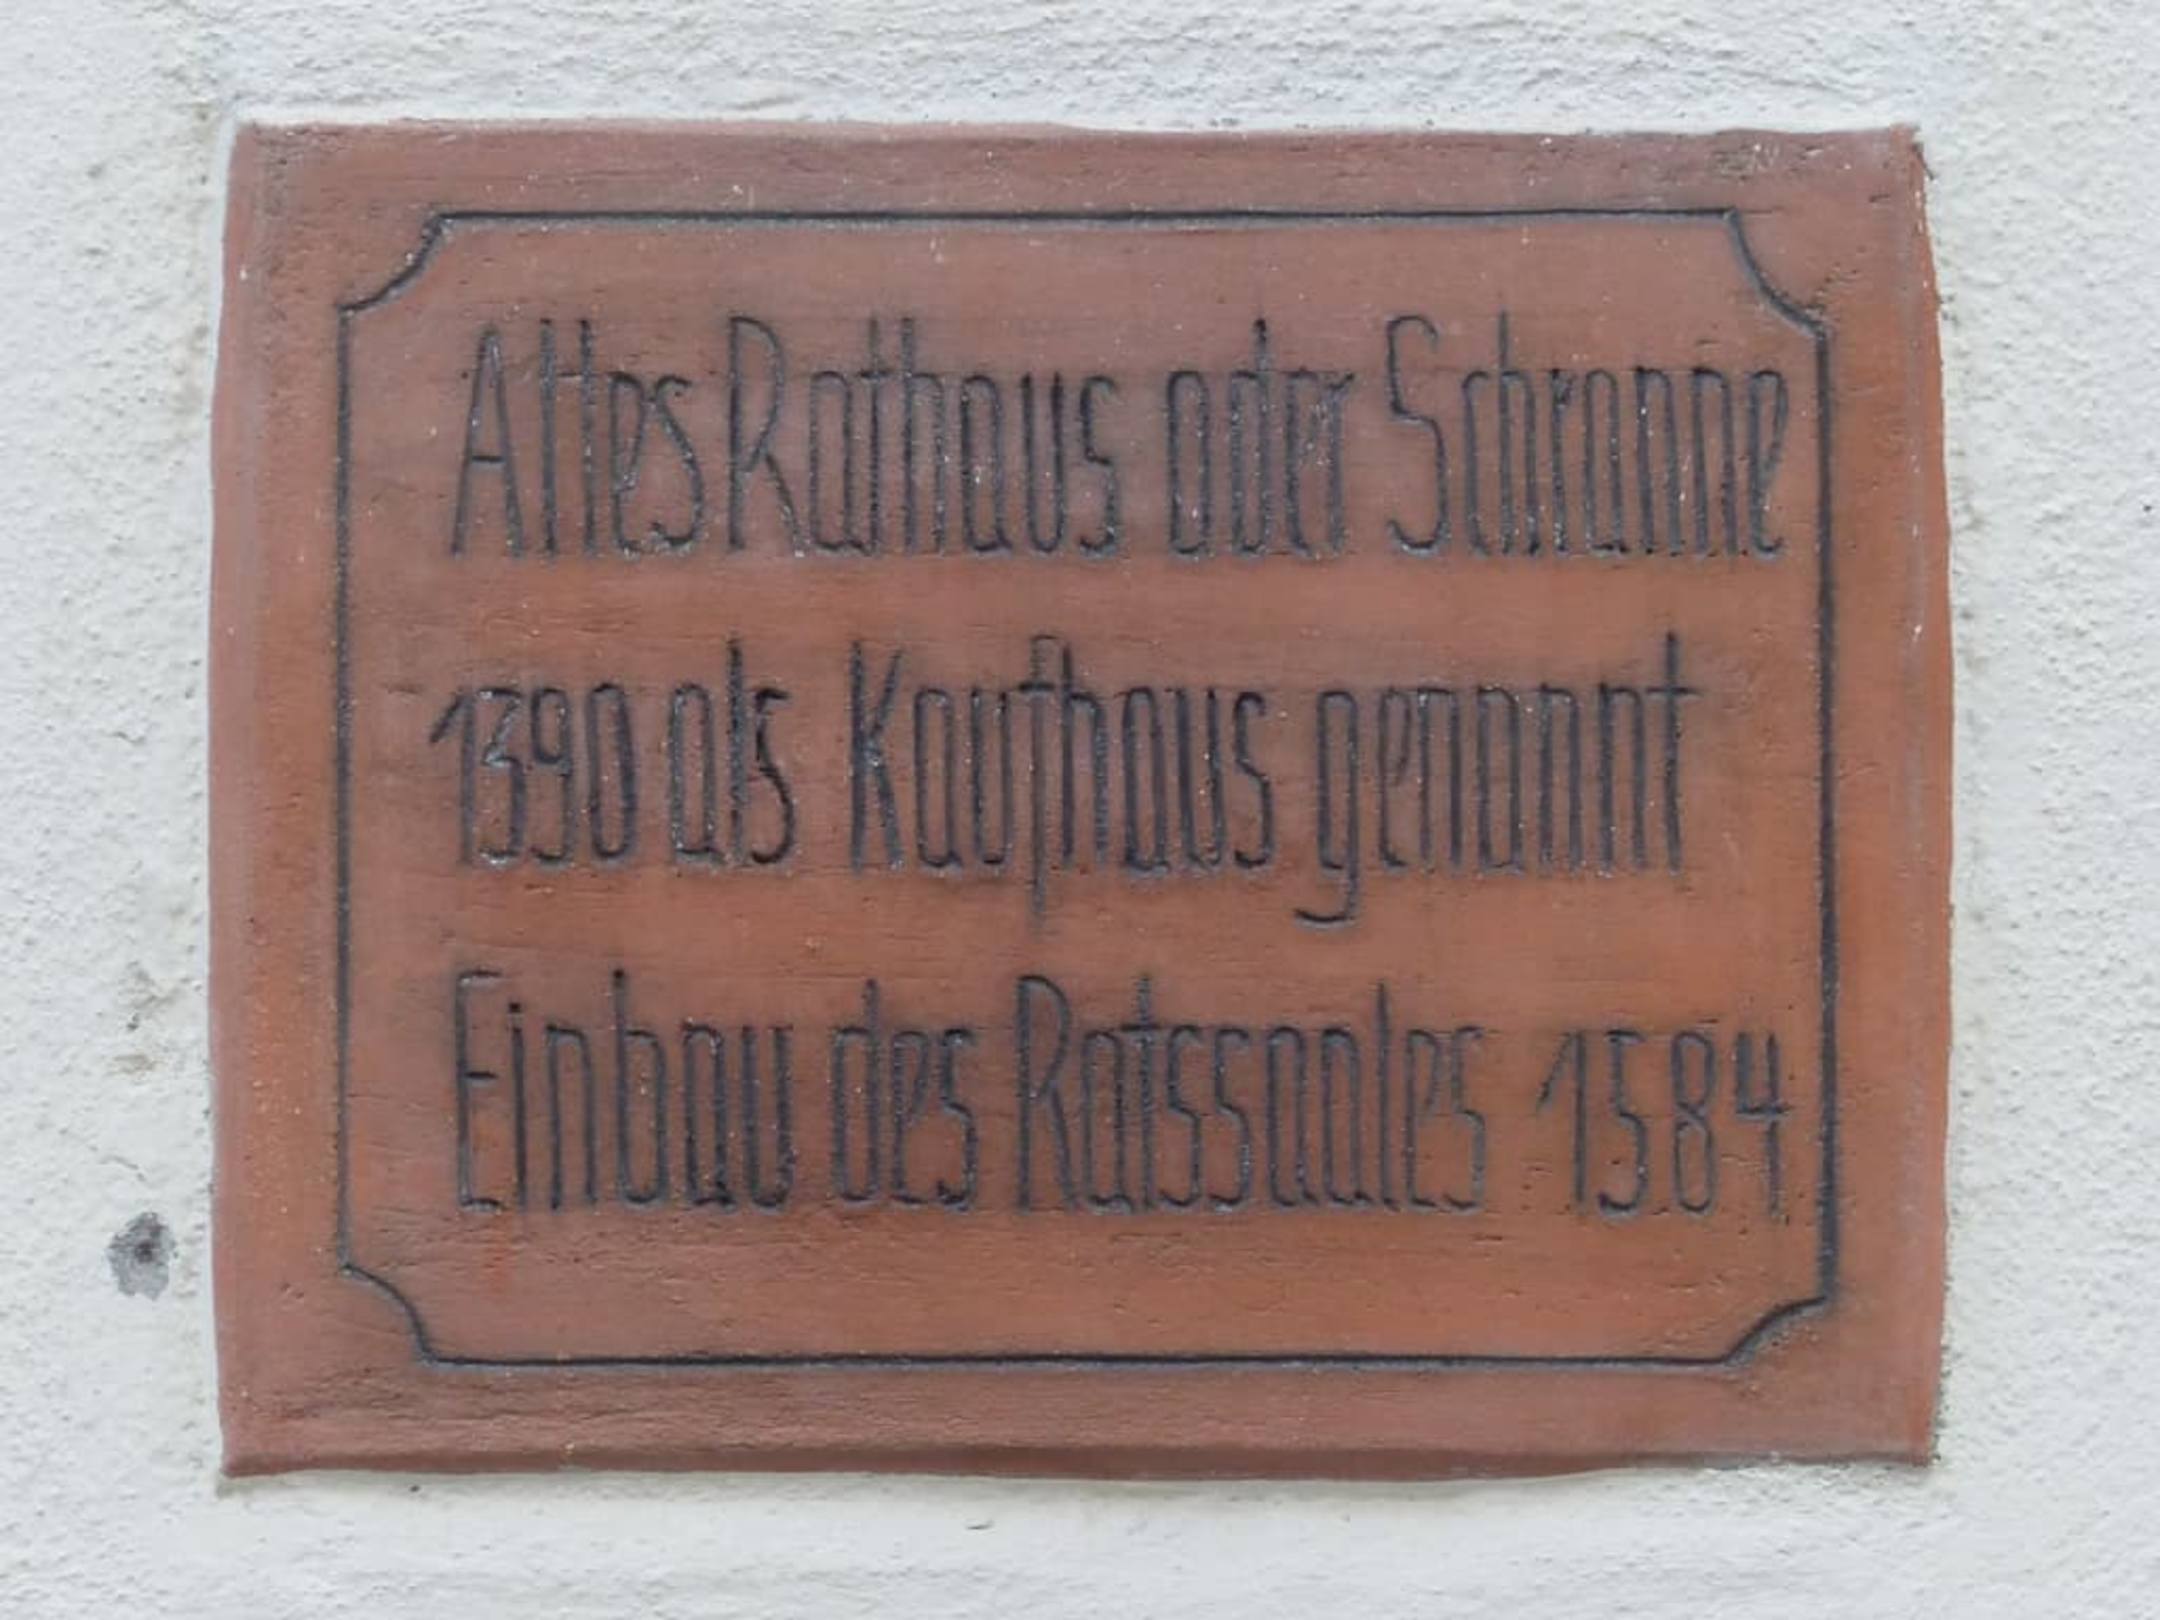 Altes Rathaus oder Schranne
1390 als Kaufhaus genannt
Einbau des Ratssaales 1584